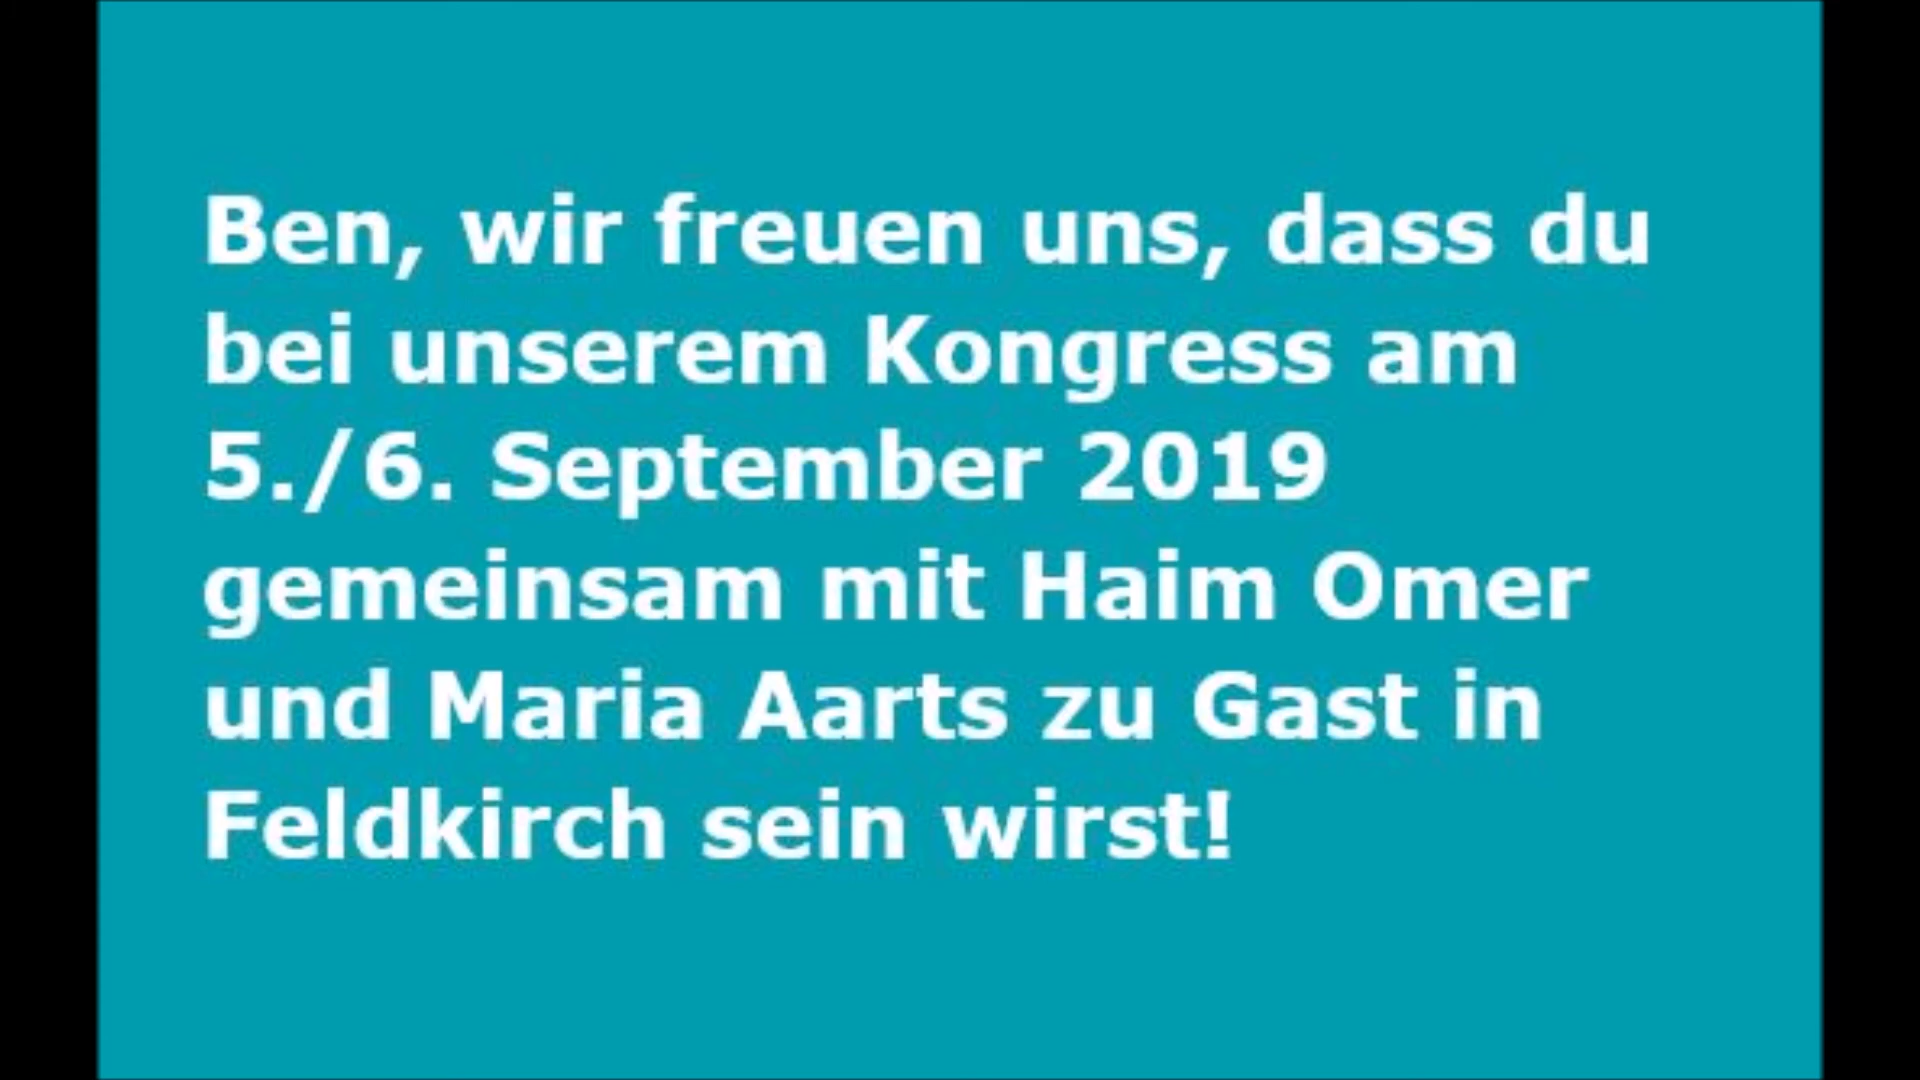 Ben, wir freuen uns, dass du
bei unserem Kongress am
5./6. September 2019
gemeinsam mit Haim Omer
und Maria Aarts zu Gast in
Feldkirch sein wirst!